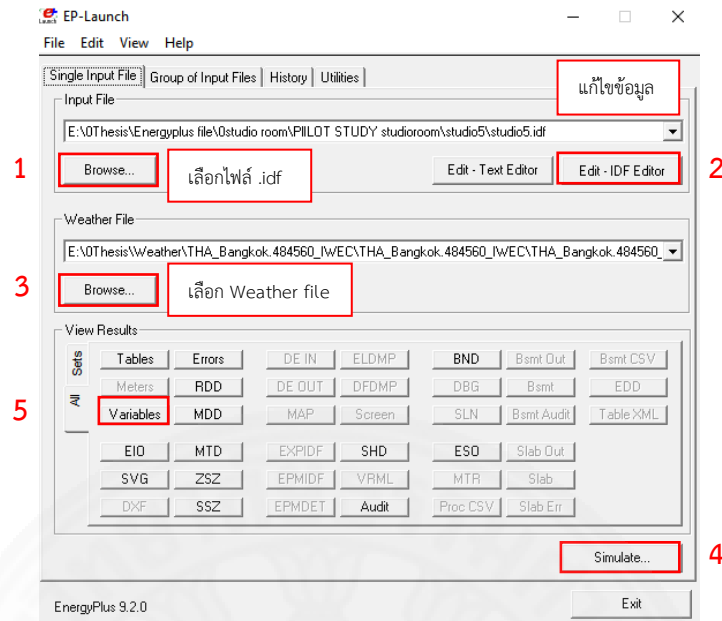 EP-Launch
File Edit View Help
Single Input File Group of Input Files History Utilities
แก้ไขข้อมูล
Input File
E:\0Thesis\Energyplus file\0studio room\PIILOT STUDY studioroom\studio5\studio5.idf
1 Browse... เลือกไฟล์ .idf Edit - Text Editor Edit - IDF Editor 2
Weather File
E:\0Thesis\Weather\THA_Bangkok.484560_IWEC\THA_Bangkok.484560_IWEC\THA_Bangkok.484560_
3 Browse... เลือก Weather file
View Results
Sets
All
Tables Errors DE IN ELDMP BND Bsmt Out Bsmt CSV
Meters RDD DE OUT DFDMP DBG Bsmt EDD
5 Variables MDD MAP Screen SLN Bsmt Audit Table XML
EIO MTD EXPIDF SHD ESO Slab Out
SVG ZSZ EPMIDF VRML MTR Slab
DXF SSZ EPMDET Audit Proc CSV Slab Err
Simulate... 4
EnergyPlus 9.2.0 Exit